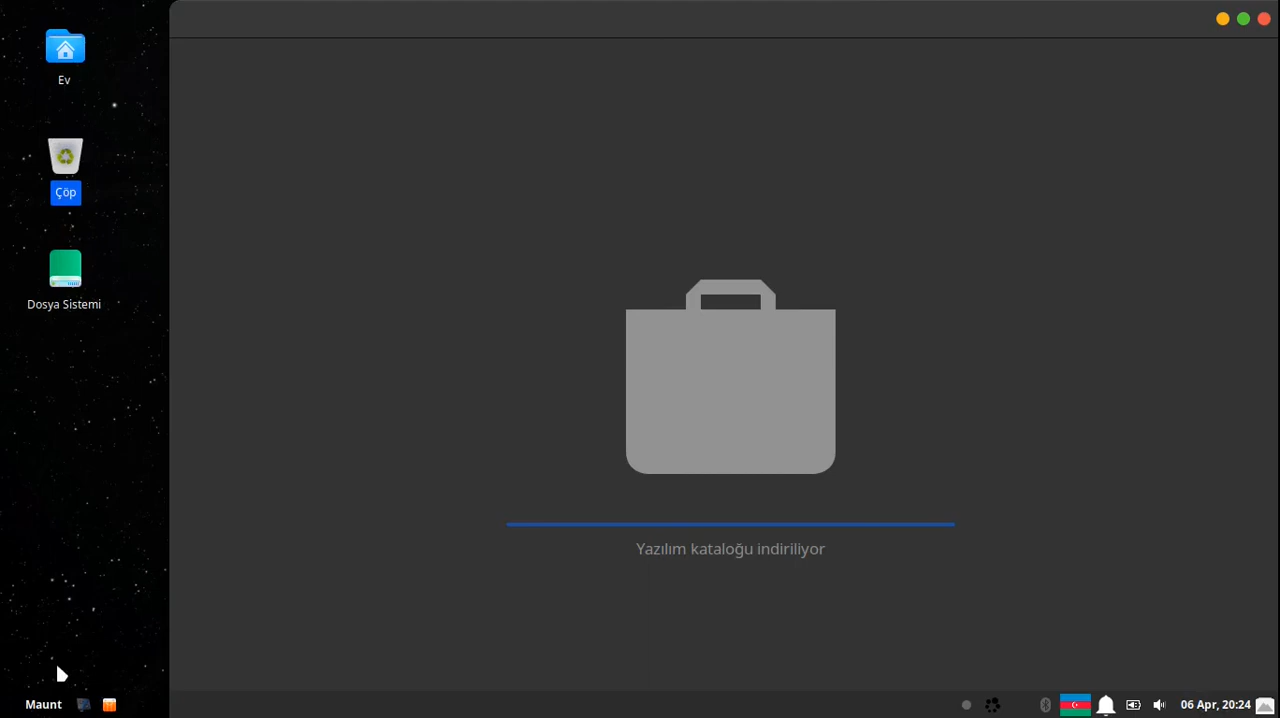 Ev
Çöp
Dosya Sistemi
Yazılım kataloğu indiriliyor
Maunt
06 Apr, 20:24